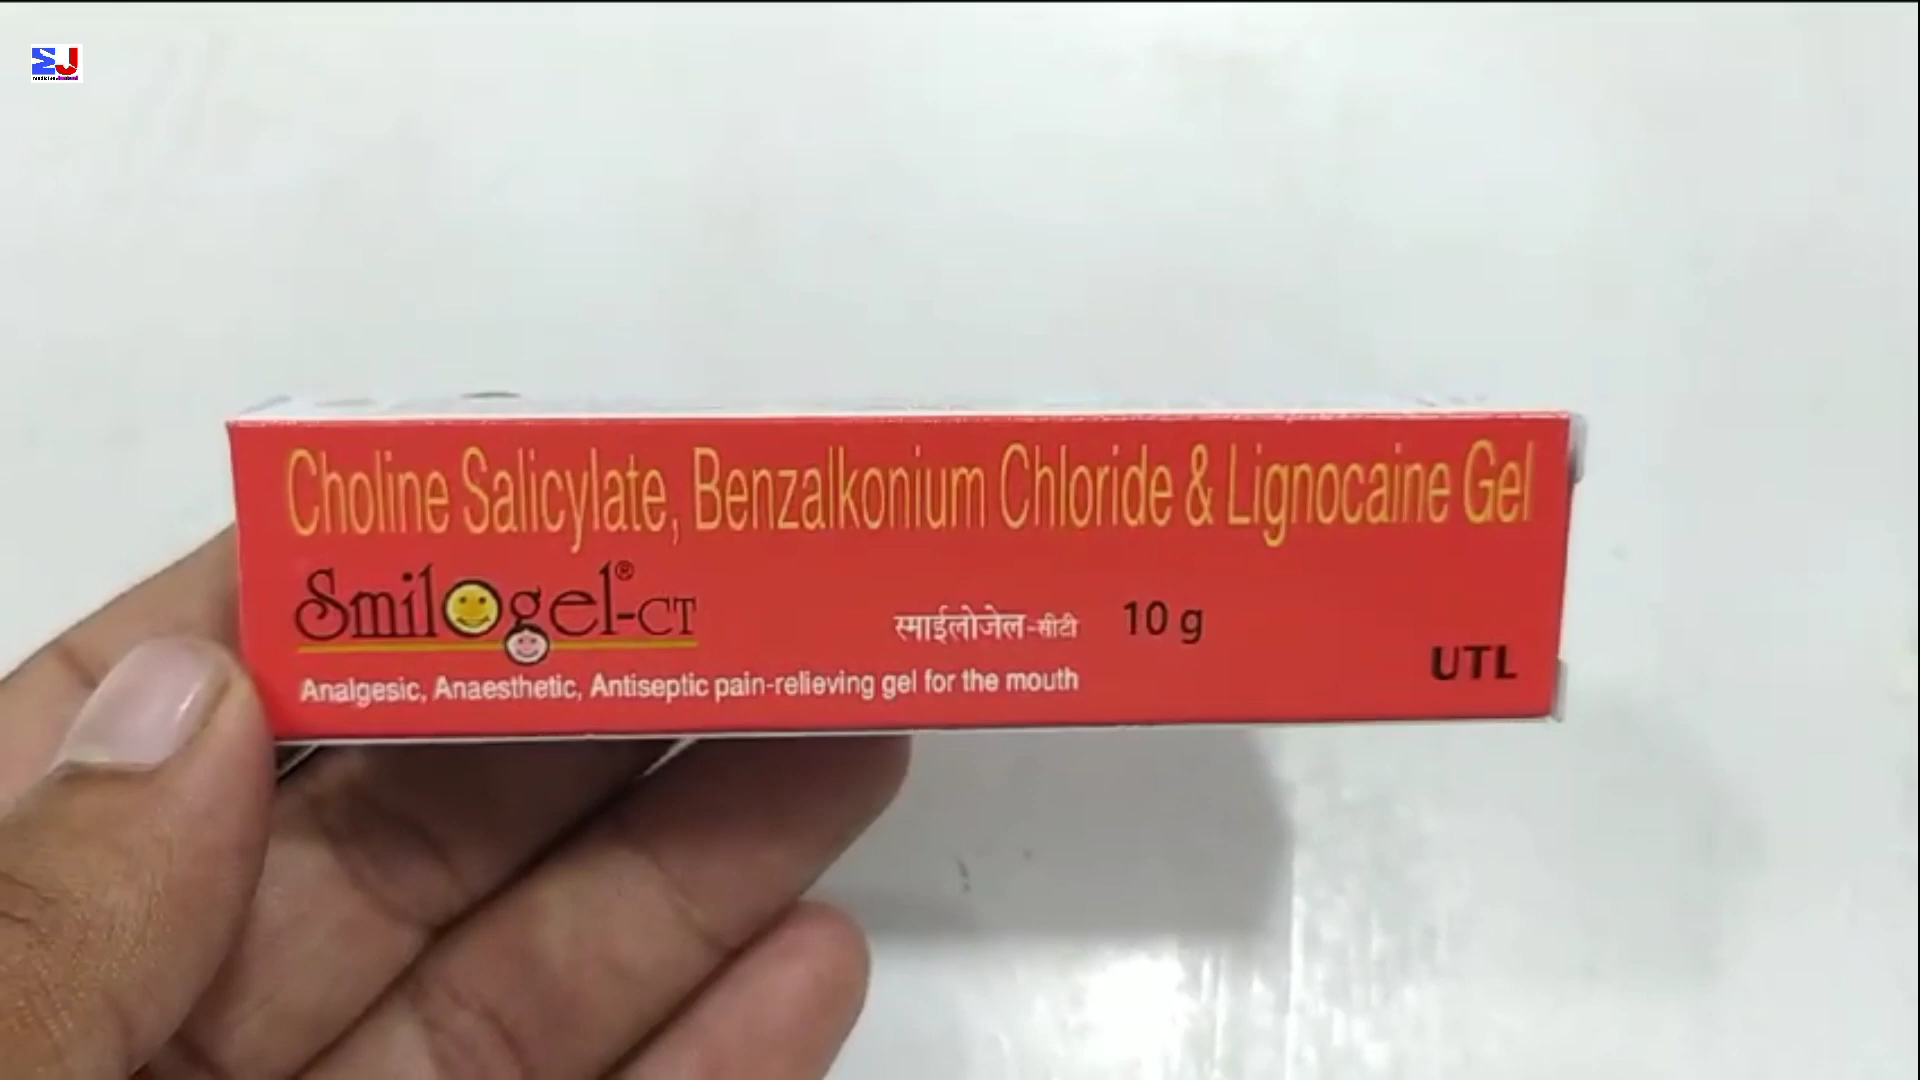 Choline Salicylate, Benzalkonium Chloride & Lignocaine Gel
Smilogel®-CT
स्माईलोजेल-सीटी 10 g
UTL
Analgesic, Anaesthetic, Antiseptic pain-relieving gel for the mouth